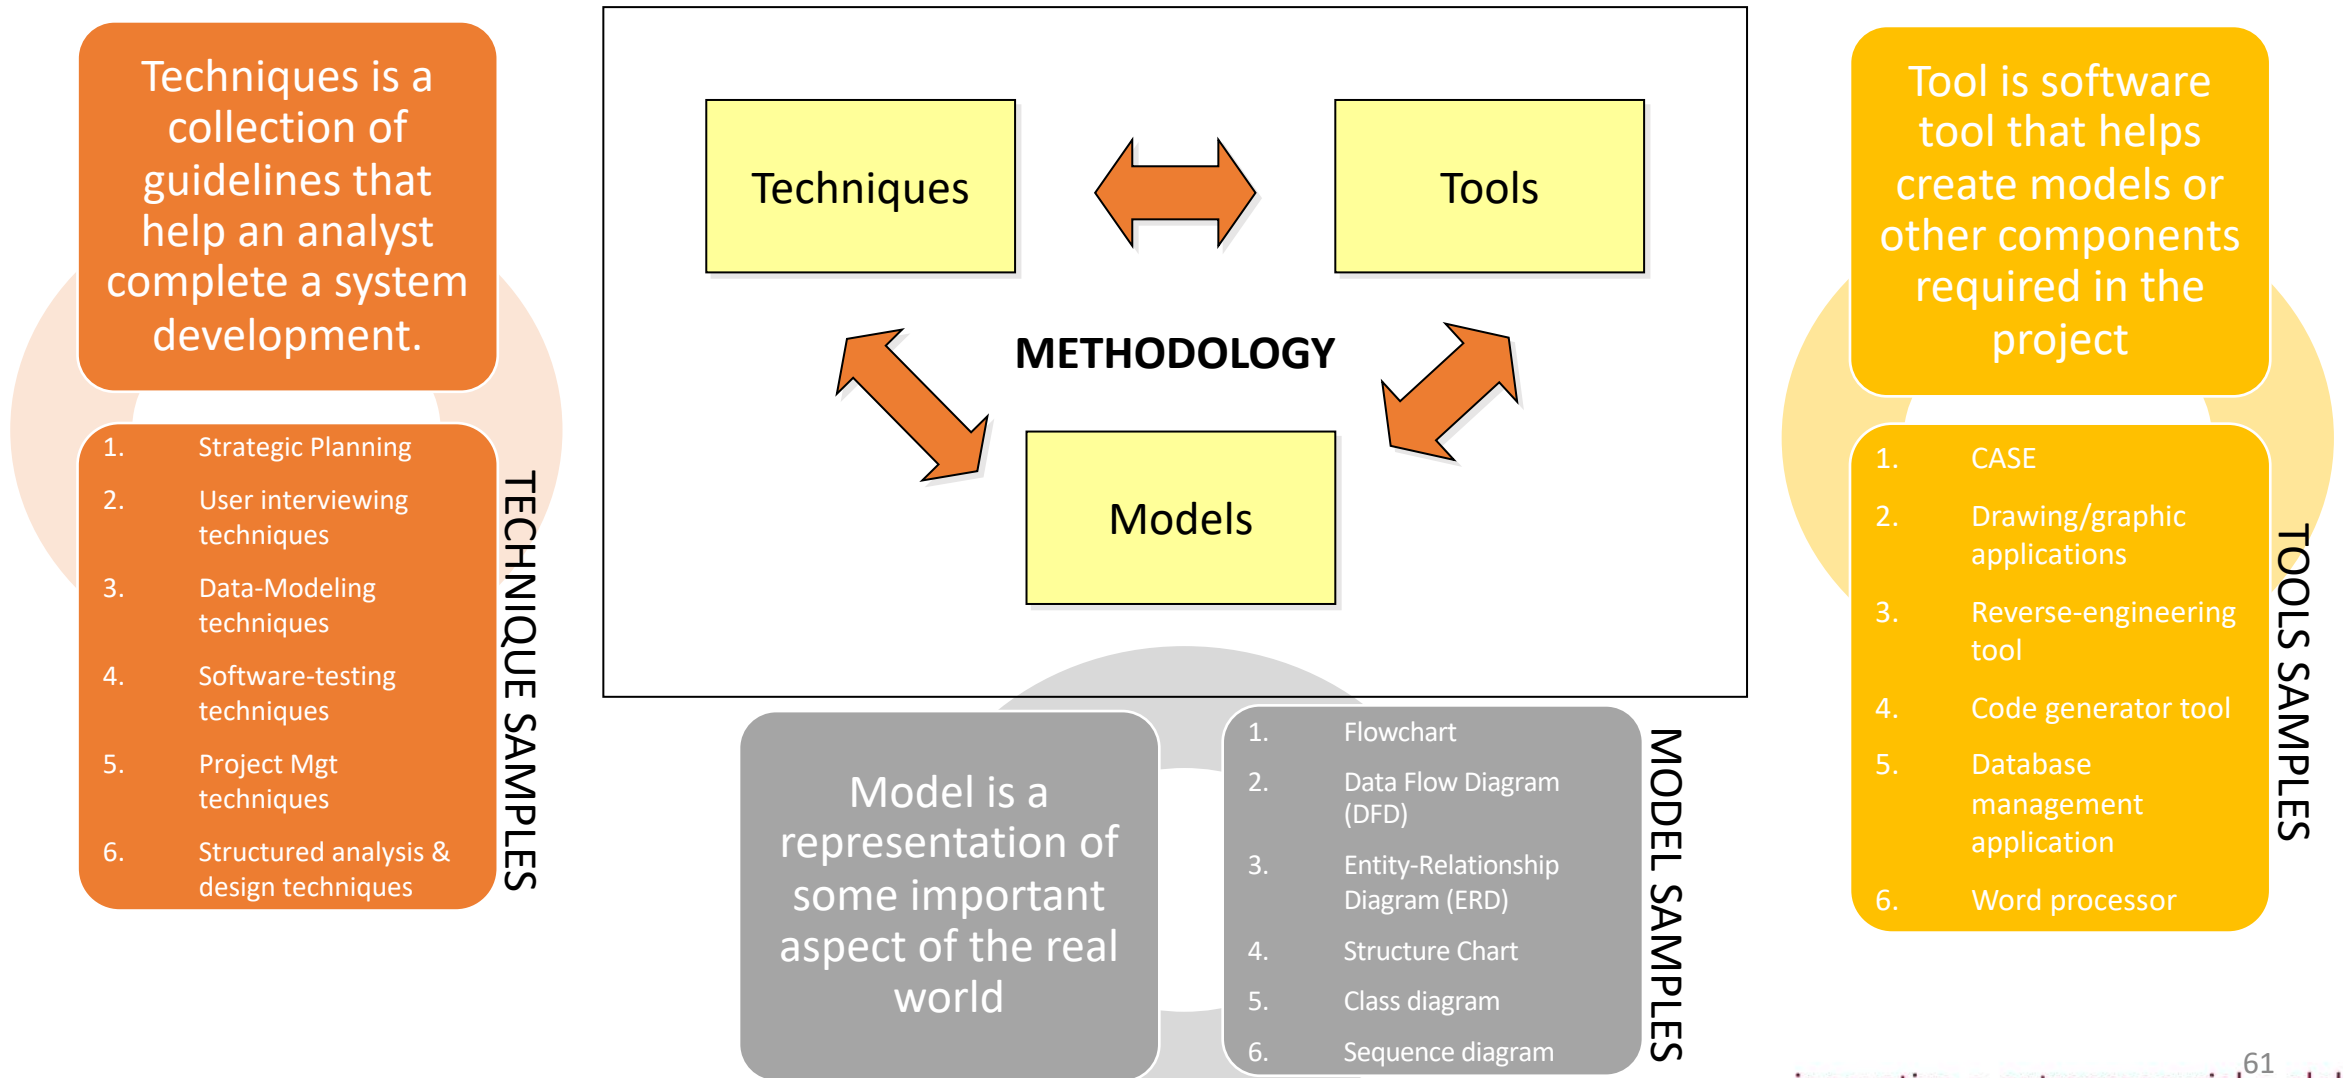 Techniques is a
collection of
guidelines that
help an analyst
complete a system
development.
1. Strategic Planning
2. User interviewing
techniques
3. Data-Modeling
techniques
4. Software-testing
techniques
5. Project Mgt
techniques
6. Structured analysis &
design techniques
TECHNIQUE SAMPLES
Techniques
Tools
METHODOLOGY
Models
Model is a
representation of
some important
aspect of the real
world
1. Flowchart
2. Data Flow Diagram
(DFD)
3. Entity-Relationship
Diagram (ERD)
4. Structure Chart
5. Class diagram
6. Sequence diagram
MODEL SAMPLES
Tool is software
tool that helps
create models or
other components
required in the
project
1. CASE
2. Drawing/graphic
applications
3. Reverse-engineering
tool
4. Code generator tool
5. Database
management
application
6. Word processor
TOOLS SAMPLES
61